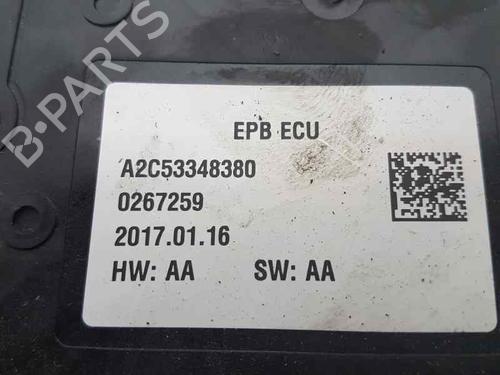 B-PARTS
EPB ECU
A2C53348380
0267259
2017.01.16
HW: AA SW: AA